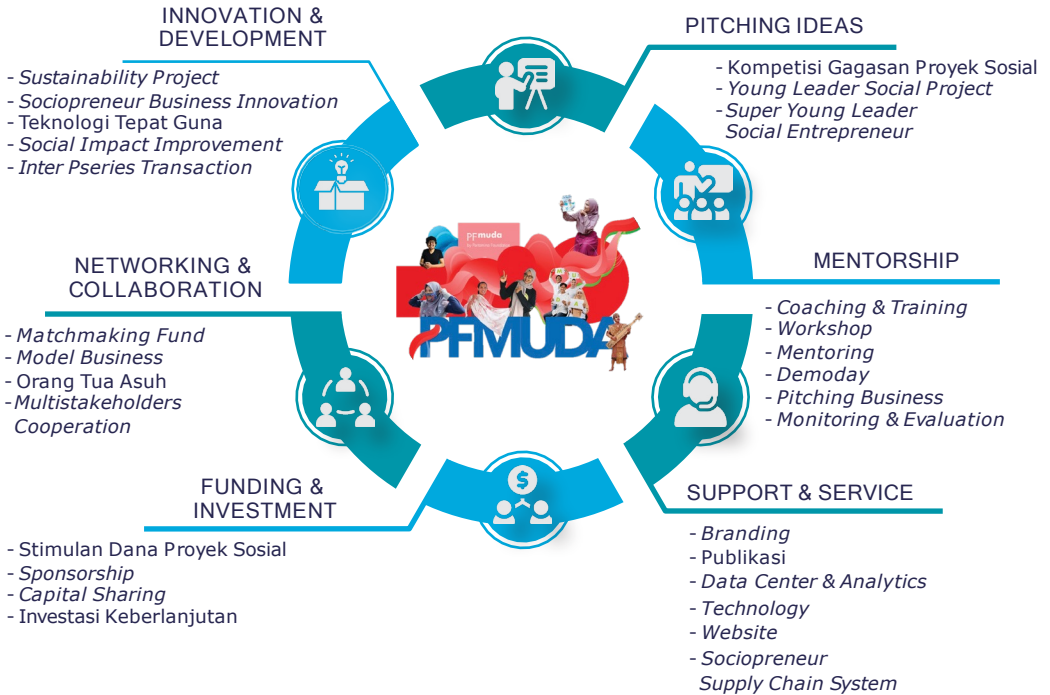 INNOVATION &
DEVELOPMENT
- Sustainability Project
- Sociopreneur Business Innovation
- Teknologi Tepat Guna
- Social Impact Improvement
- Inter Pseries Transaction
PITCHING IDEAS
- Kompetisi Gagasan Proyek Sosial
- Young Leader Social Project
- Super Young Leader
Social Entrepreneur
MENTORSHIP
- Coaching & Training
- Workshop
- Mentoring
- Demoday
- Pitching Business
- Monitoring & Evaluation
pfmuda
by Pertamina Foundation
PFMUDA
NETWORKING &
COLLABORATION
- Matchmaking Fund
- Model Business
- Orang Tua Asuh
- Multistakeholders
Cooperation
FUNDING &
INVESTMENT
- Stimulan Dana Proyek Sosial
- Sponsorship
- Capital Sharing
- Investasi Keberlanjutan
SUPPORT & SERVICE
- Branding
- Publikasi
- Data Center & Analytics
- Technology
- Website
- Sociopreneur
Supply Chain System